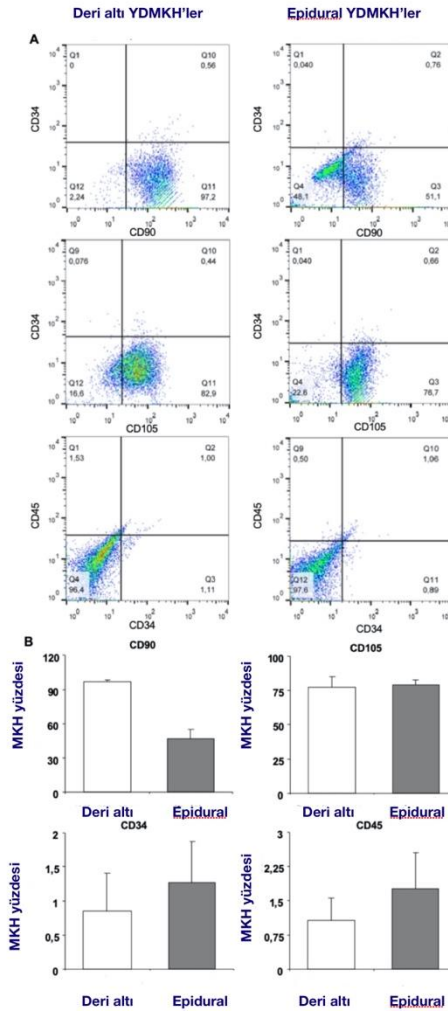 Deri altı YDMKH'ler
Epidural YDMKH'ler
A
Q1
0
Q10
0,56
Q12
2,24
Q11
97,2
CD34
CD90
Q1
0,040
Q2
0,76
Q4
48,1
Q3
51,1
CD34
CD90
Q9
0,076
Q10
0,44
Q12
16,6
Q11
82,9
CD34
CD105
Q1
0,040
Q2
0,66
Q4
22,6
Q3
76,7
CD34
CD105
Q1
1,53
Q2
1,00
Q4
96,4
Q3
1,11
CD45
CD34
Q9
0,50
Q10
1,06
Q12
97,6
Q11
0,89
CD45
CD34
B
CD90
MKH yüzdesi
120
90
60
30
0
Deri altı Epidural
CD105
MKH yüzdesi
100
75
50
25
0
Deri altı Epidural
CD34
MKH yüzdesi
2
1,5
1
0,5
0
Deri altı Epidural
CD45
MKH yüzdesi
3
2,25
1,5
0,75
0
Deri altı Epidural